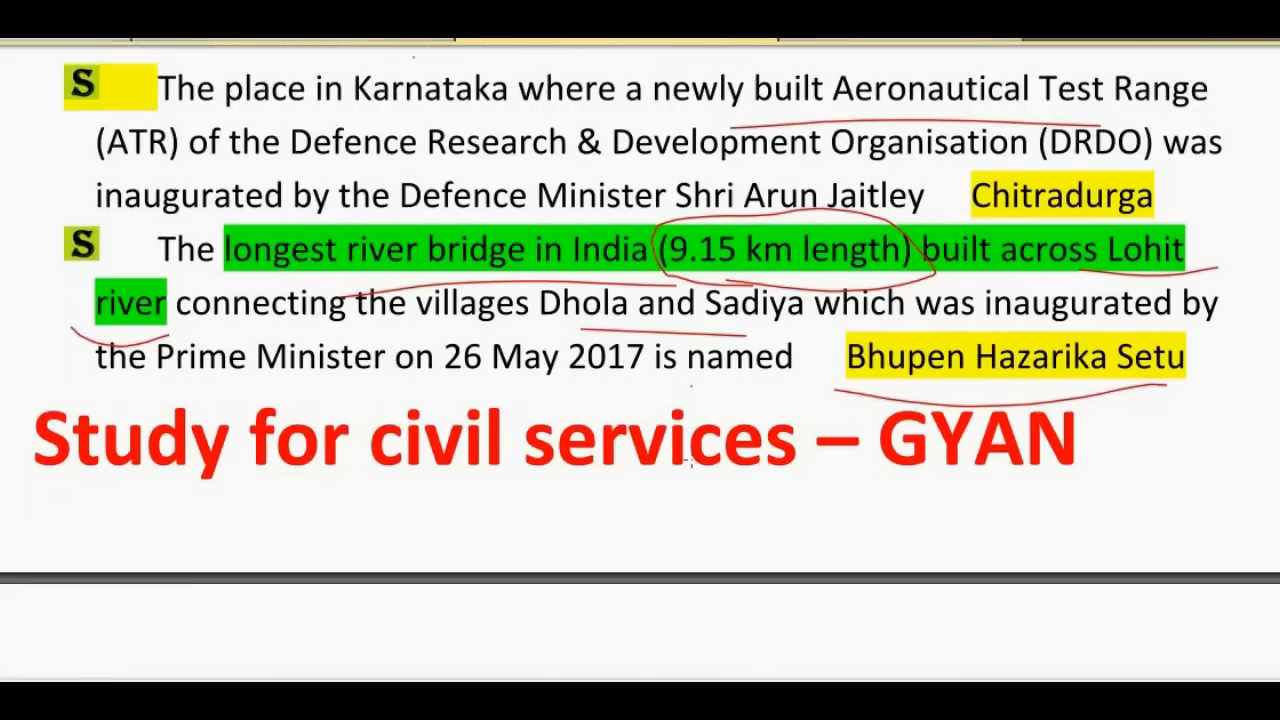 S The place in Karnataka where a newly built Aeronautical Test Range
(ATR) of the Defence Research & Development Organisation (DRDO) was
inaugurated by the Defence Minister Shri Arun Jaitley Chitradurga
S The longest river bridge in India (9.15 km length) built across Lohit
river connecting the villages Dhola and Sadiya which was inaugurated by
the Prime Minister on 26 May 2017 is named Bhupen Hazarika Setu
Study for civil services – GYAN